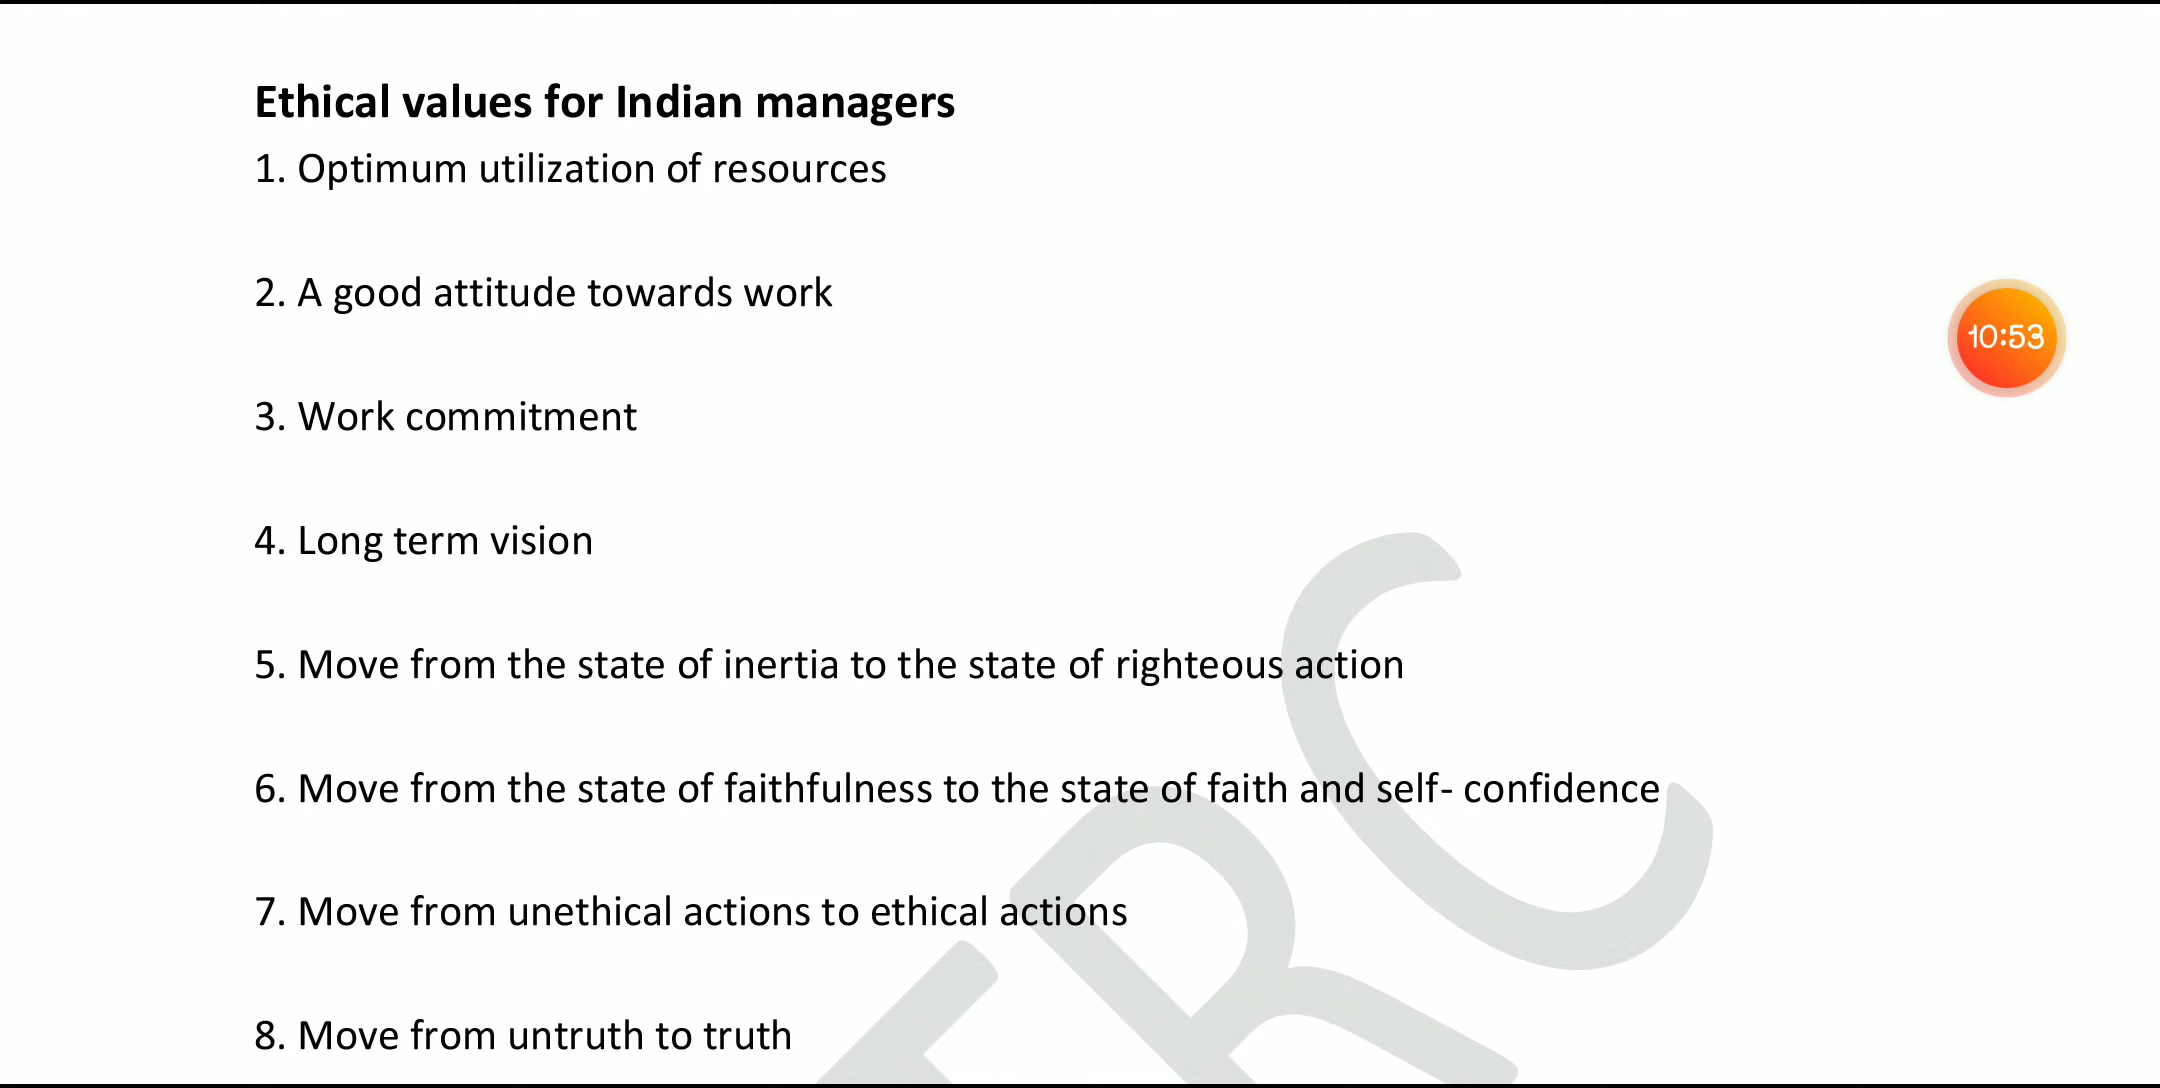 Ethical values for Indian managers
1. Optimum utilization of resources
2. A good attitude towards work
10:53
3. Work commitment
4. Long term vision
5. Move from the state of inertia to the state of righteous action
6. Move from the state of faithfulness to the state of faith and self- confidence
7. Move from unethical actions to ethical actions
8. Move from untruth to truth
TRC